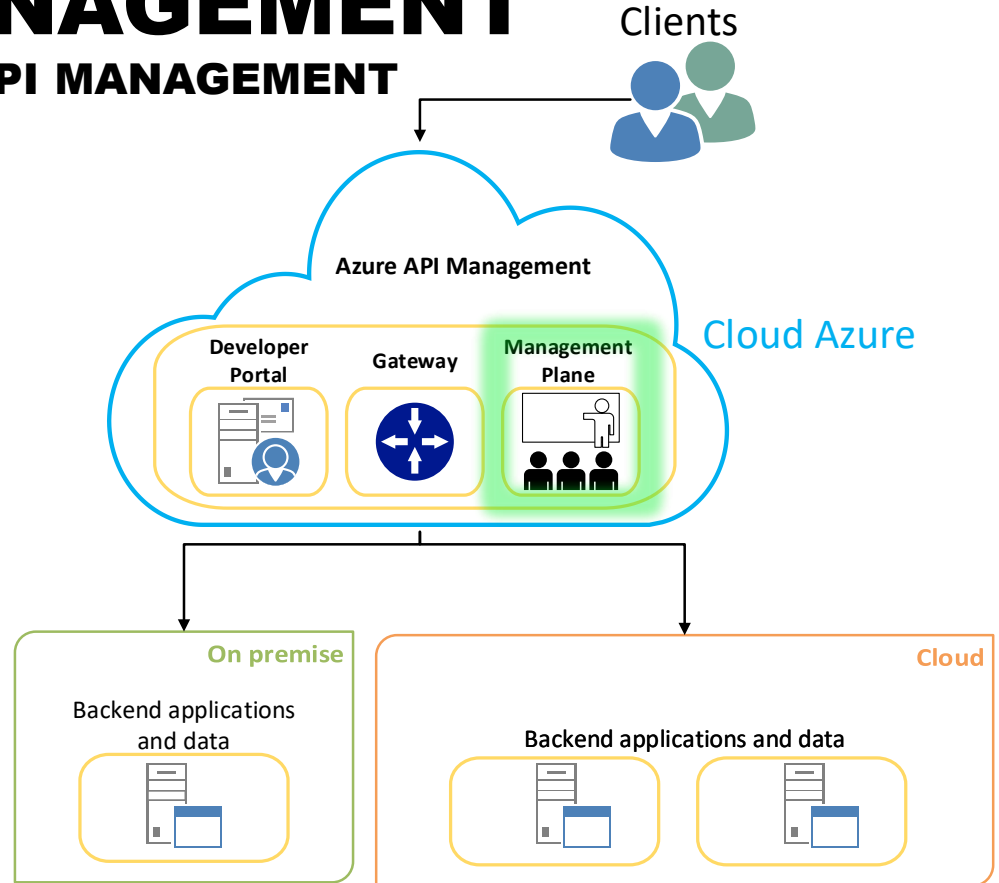 NAGEMENT
PI MANAGEMENT
Clients
Azure API Management
Cloud Azure
Developer
Portal
Gateway
Management
Plane
On premise
Backend applications
and data
Cloud
Backend applications and data